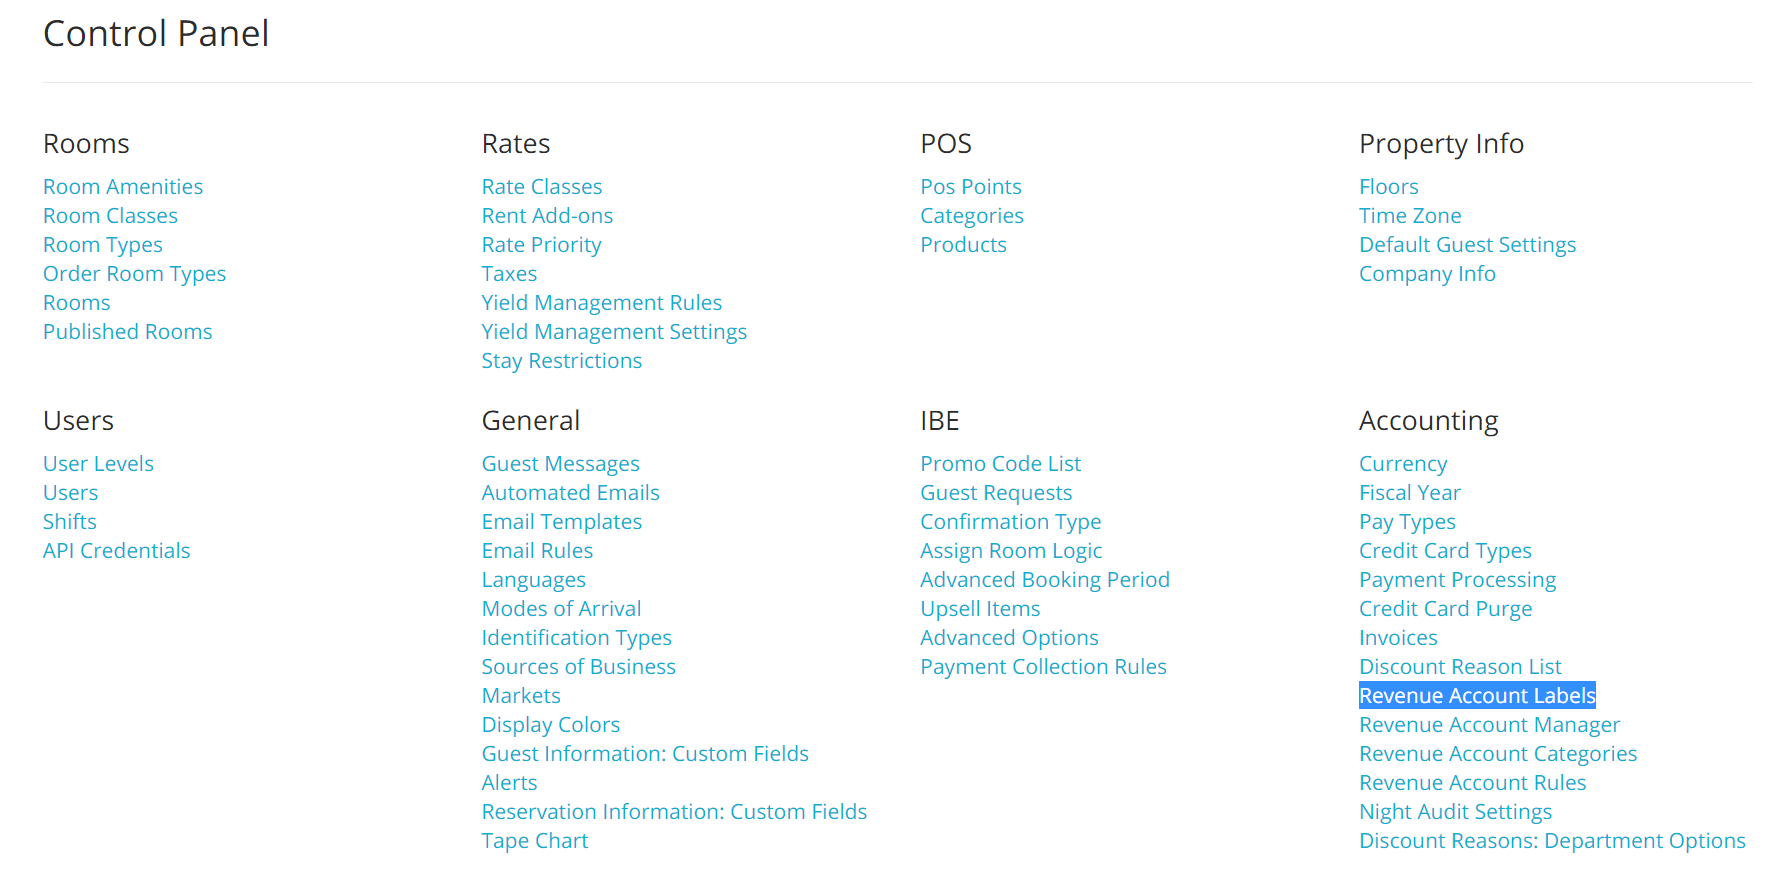 Control Panel
Rooms
Room Amenities
Room Classes
Room Types
Order Room Types
Rooms
Published Rooms
Rates
Rate Classes
Rent Add-ons
Rate Priority
Taxes
Yield Management Rules
Yield Management Settings
Stay Restrictions
POS
Pos Points
Categories
Products
Property Info
Floors
Time Zone
Default Guest Settings
Company Info
Users
User Levels
Users
Shifts
API Credentials
General
Guest Messages
Automated Emails
Email Templates
Email Rules
Languages
Modes of Arrival
Identification Types
Sources of Business
Markets
Display Colors
Guest Information: Custom Fields
Alerts
Reservation Information: Custom Fields
Tape Chart
IBE
Promo Code List
Guest Requests
Confirmation Type
Assign Room Logic
Advanced Booking Period
Upsell Items
Advanced Options
Payment Collection Rules
Accounting
Currency
Fiscal Year
Pay Types
Credit Card Types
Payment Processing
Credit Card Purge
Invoices
Discount Reason List
Revenue Account Labels
Revenue Account Manager
Revenue Account Categories
Revenue Account Rules
Night Audit Settings
Discount Reasons: Department Options